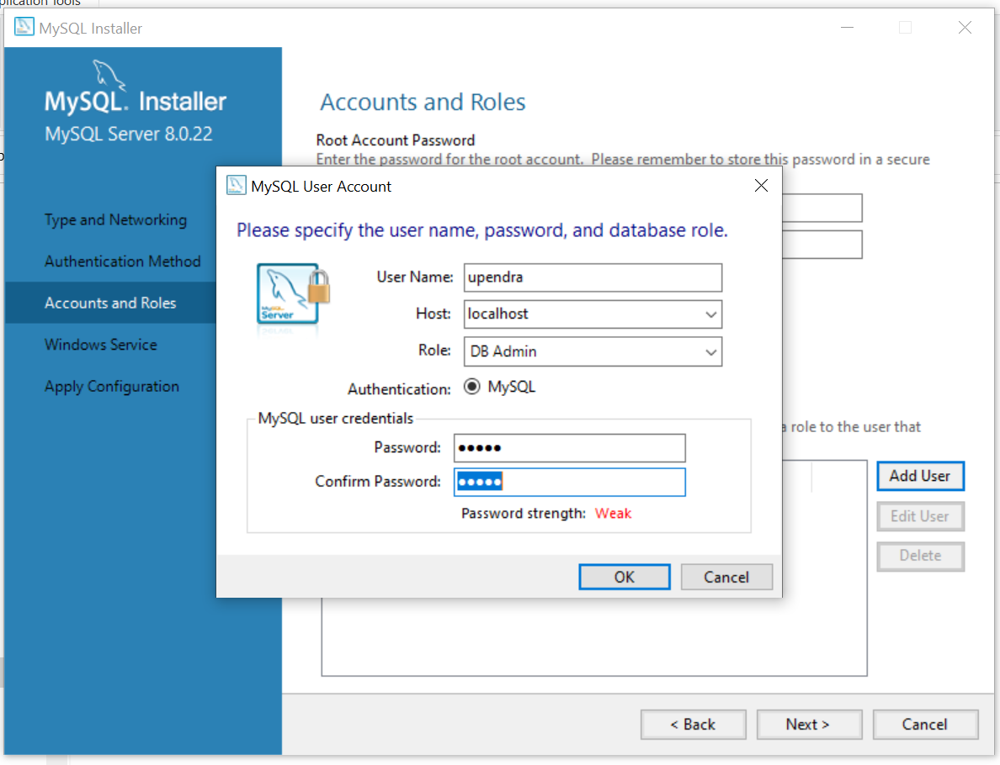 plication Tools
MySQL Installer
MySQL. Installer
MySQL Server 8.0.22
Type and Networking
Authentication Method
Accounts and Roles
Windows Service
Apply Configuration
Accounts and Roles
Root Account Password
Enter the password for the root account. Please remember to store this password in a secure
MySQL User Account
Please specify the user name, password, and database role.
MySQL
Server
User Name: upendra
Host: localhost
Role: DB Admin
Authentication: MySQL
MySQL user credentials
Password: ●●●●●
Confirm Password: ●●●●●
Password strength: Weak
OK Cancel
a role to the user that
Add User
Edit User
Delete
< Back Next > Cancel